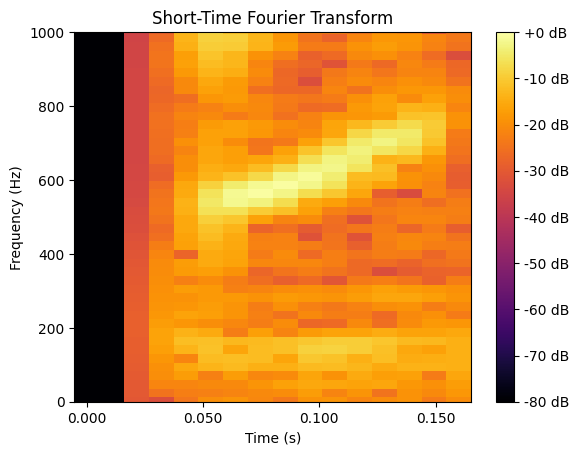 Short-Time Fourier Transform
1000
800
600
400
200
0
Frequency (Hz)
0.000
0.050
0.100
0.150
Time (s)
+0 dB
-10 dB
-20 dB
-30 dB
-40 dB
-50 dB
-60 dB
-70 dB
-80 dB